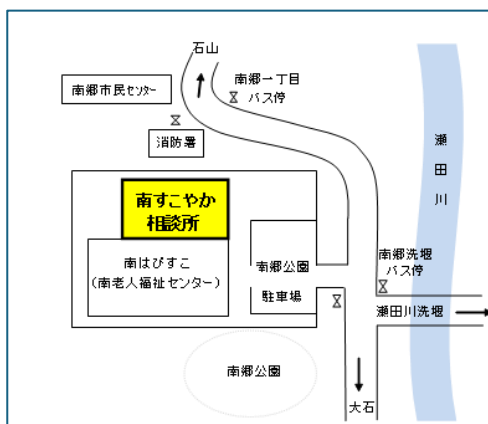 石山
南郷一丁目
バス停
南郷市民センター
消防署
瀬田川
南すこやか
相談所
南はぴすこ
(南老人福祉センター)
南郷公園
駐車場
南郷洗堰
バス停
瀬田川洗堰
南郷公園
大石